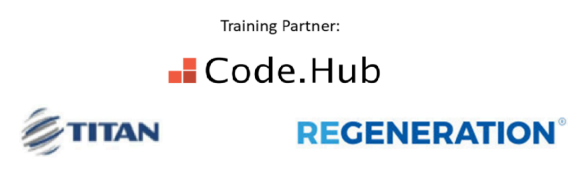 Training Partner:
Code.Hub
TITAN
REGENERATION®